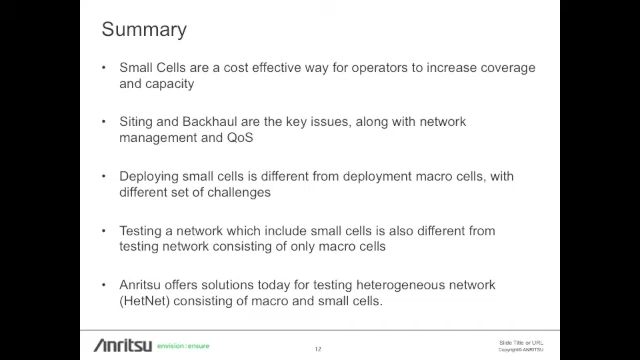 Summary
• Small Cells are a cost effective way for operators to increase coverage
and capacity
• Siting and Backhaul are the key issues, along with network
management and QoS
• Deploying small cells is different from deployment macro cells, with
different set of challenges
• Testing a network which include small cells is also different from
testing network consisting of only macro cells
• Anritsu offers solutions today for testing heterogeneous network
(HetNet) consisting of macro and small cells.
Anritsu envision : ensure
12
Slide Title or URL
Copyright© ANRITSU